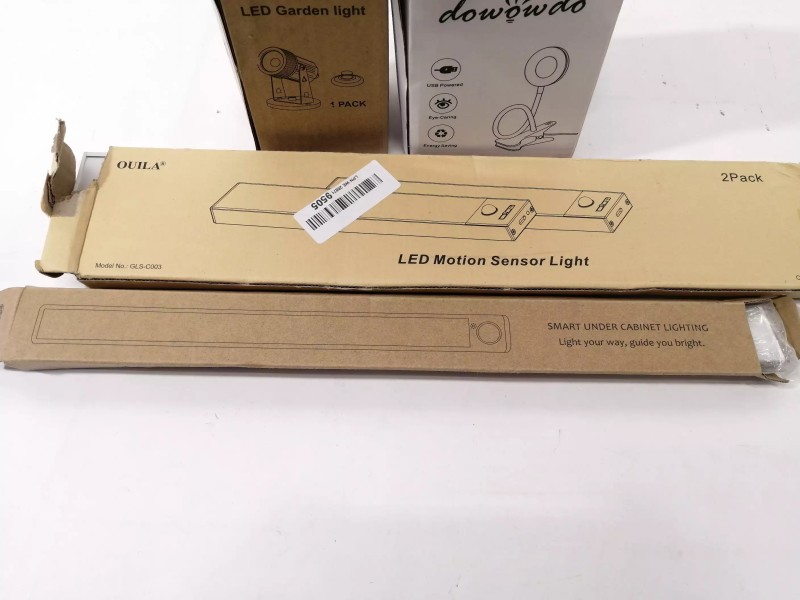 LED Garden light
1 PACK
dowowdo
USB Powered
Eye-Caring
Energy Saving
OUILA®
2Pack
9505
Model No.: GLS-C003
LED Motion Sensor Light
SMART UNDER CABINET LIGHTING
Light your way, guide you bright.